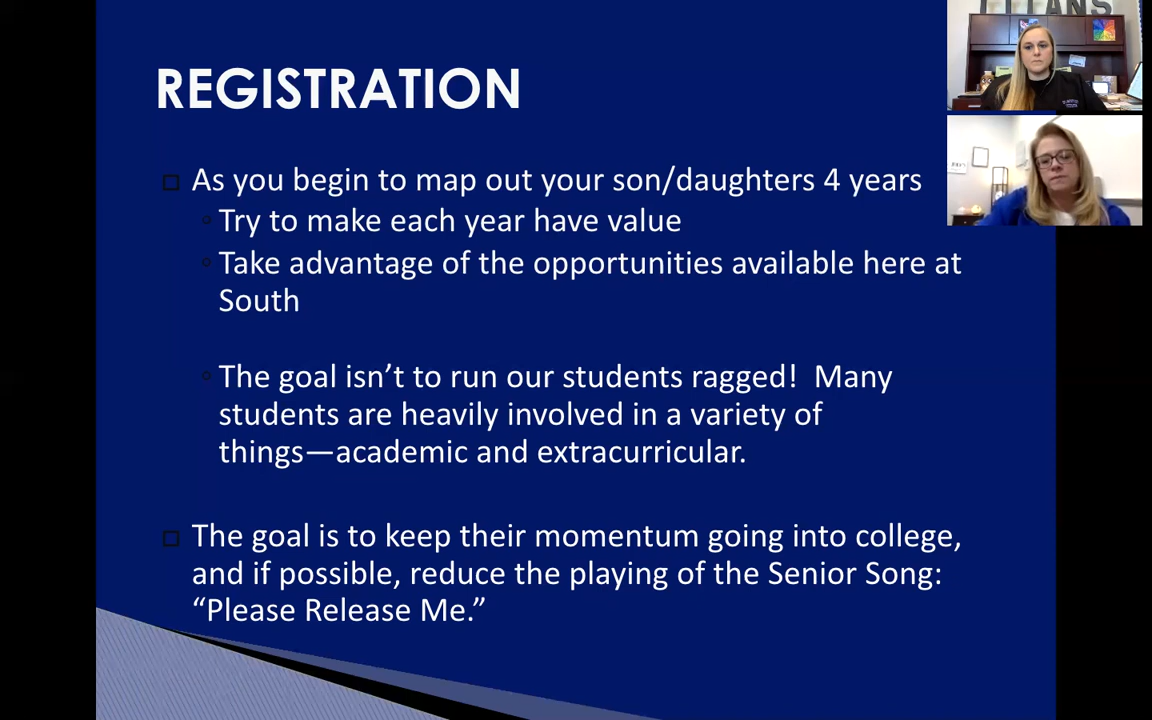 TITANS
REGISTRATION
As you begin to map out your son/daughters 4 years
Try to make each year have value
Take advantage of the opportunities available here at
South
The goal isn’t to run our students ragged!  Many
students are heavily involved in a variety of
things—academic and extracurricular.
The goal is to keep their momentum going into college,
and if possible, reduce the playing of the Senior Song:
“Please Release Me.”